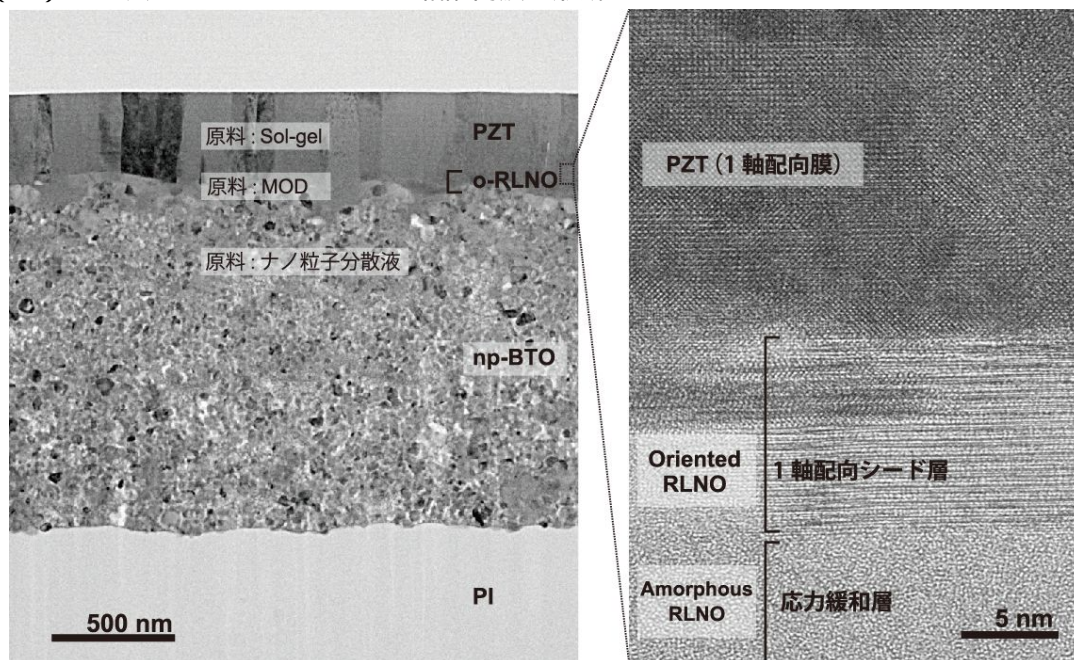 原料 : Sol-gel
PZT
原料 : MOD
o-RLNO
原料 : ナノ粒子分散液
np-BTO
PI
500 nm
PZT (1 軸配向膜)
Oriented
RLNO
1 軸配向シード層
Amorphous
RLNO
応力緩和層
5 nm